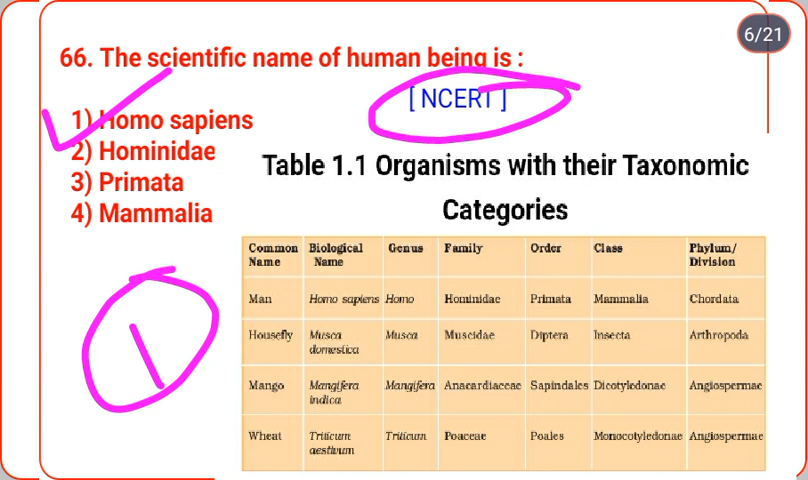 6/21
66. The scientific name of human being is :
[ NCERT ]
1) Homo sapiens
2) Hominidae
3) Primata
4) Mammalia
Table 1.1 Organisms with their Taxonomic
Categories
Common Name Biological Name Genus Family Order Class Phylum/ Division
Man Homo sapiens Homo Hominidae Primata Mammalia Chordata
Housefly Musca domestica Musca Muscidae Diptera Insecta Arthropoda
Mango Mangifera indica Mangifera Anacardiaceae Sapindales Dicotyledonae Angiospermae
Wheat Triticum aestivum Triticum Poaceae Poales Monocotyledonae Angiospermae
1